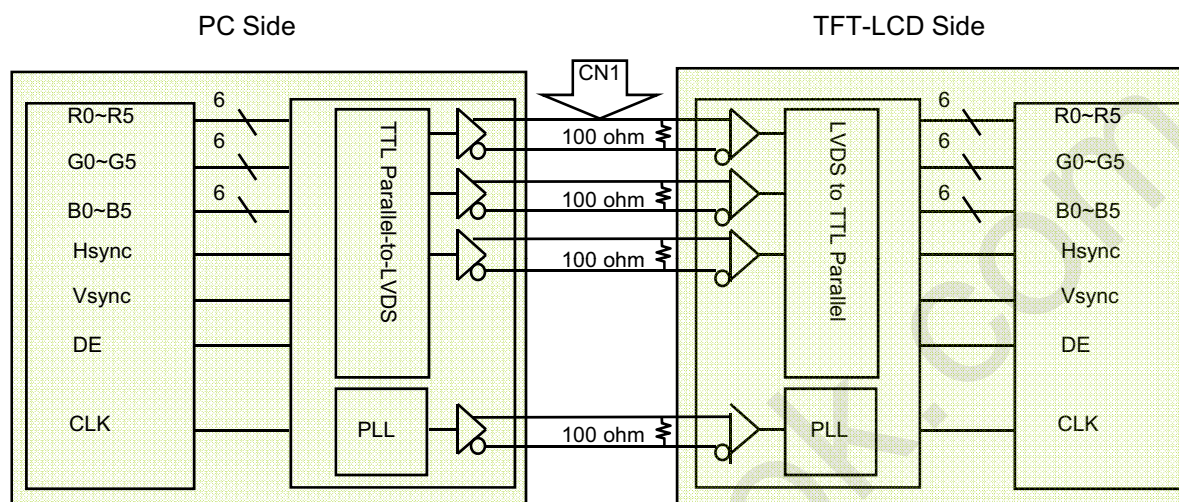 PC Side
TFT-LCD Side
CN1
R0~R5
6
G0~G5
6
B0~B5
6
Hsync
Vsync
DE
CLK
TTL Parallel-to-LVDS
PLL
100 ohm
100 ohm
100 ohm
100 ohm
LVDS to TTL Parallel
PLL
6
R0~R5
6
G0~G5
6
B0~B5
Hsync
Vsync
DE
CLK